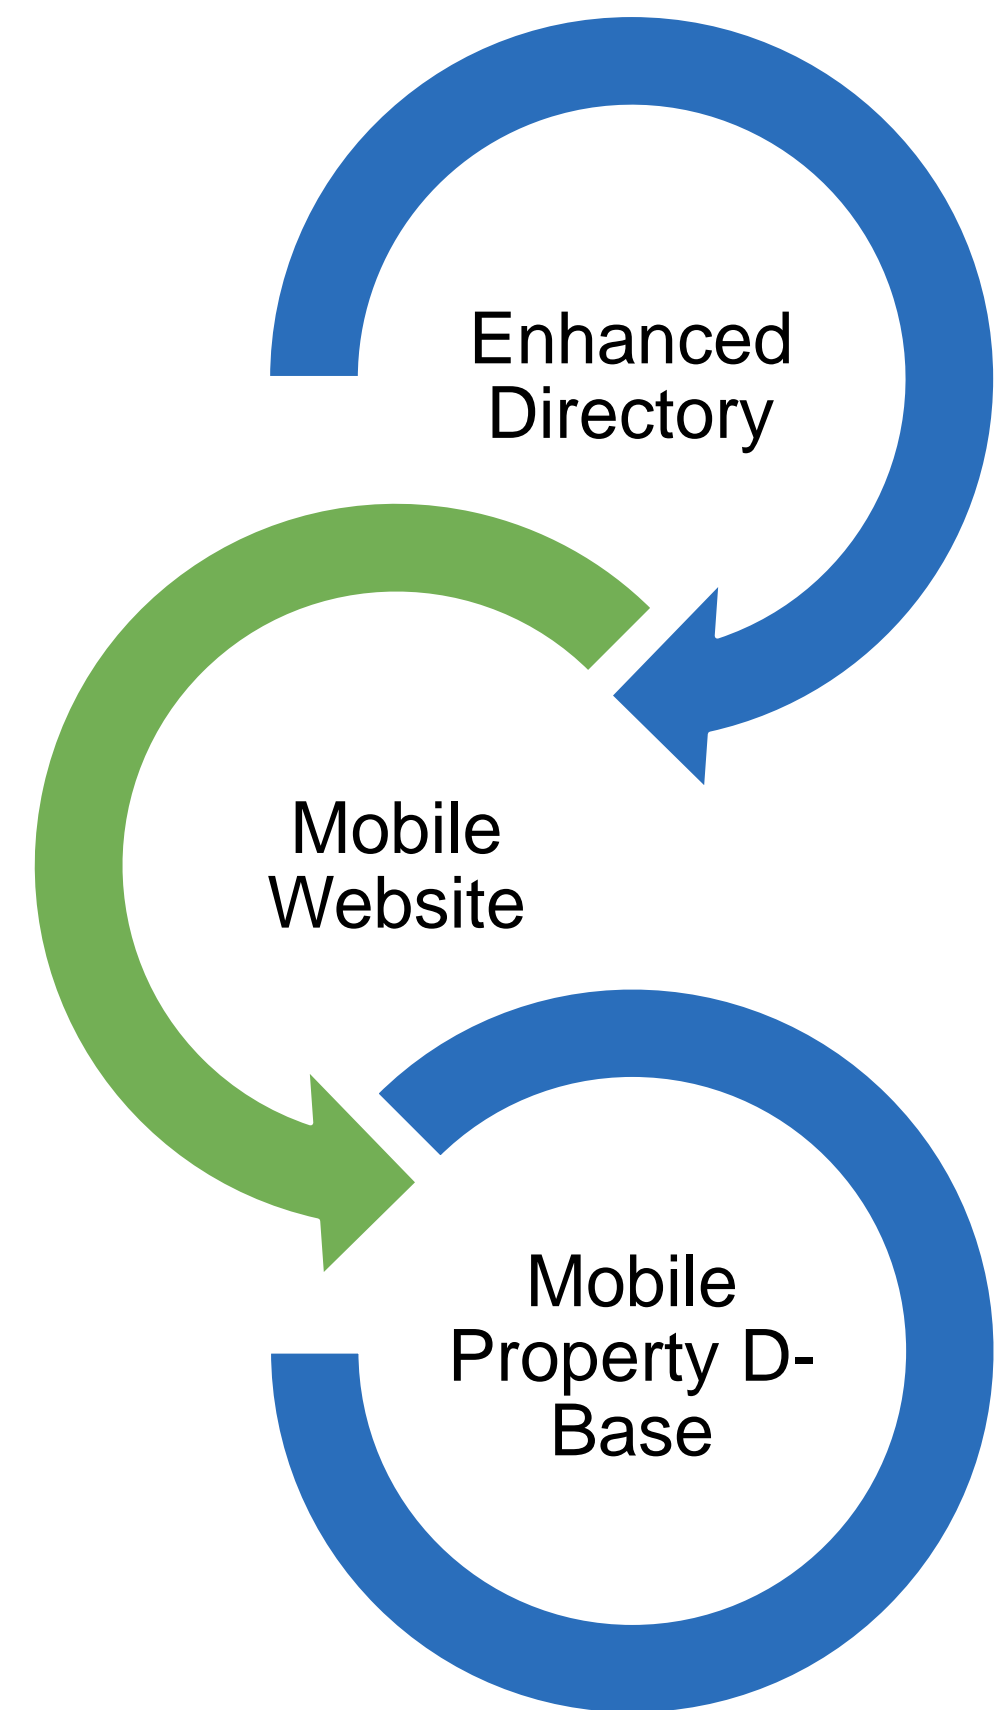 Enhanced
Directory
Mobile
Website
Mobile
Property D-
Base